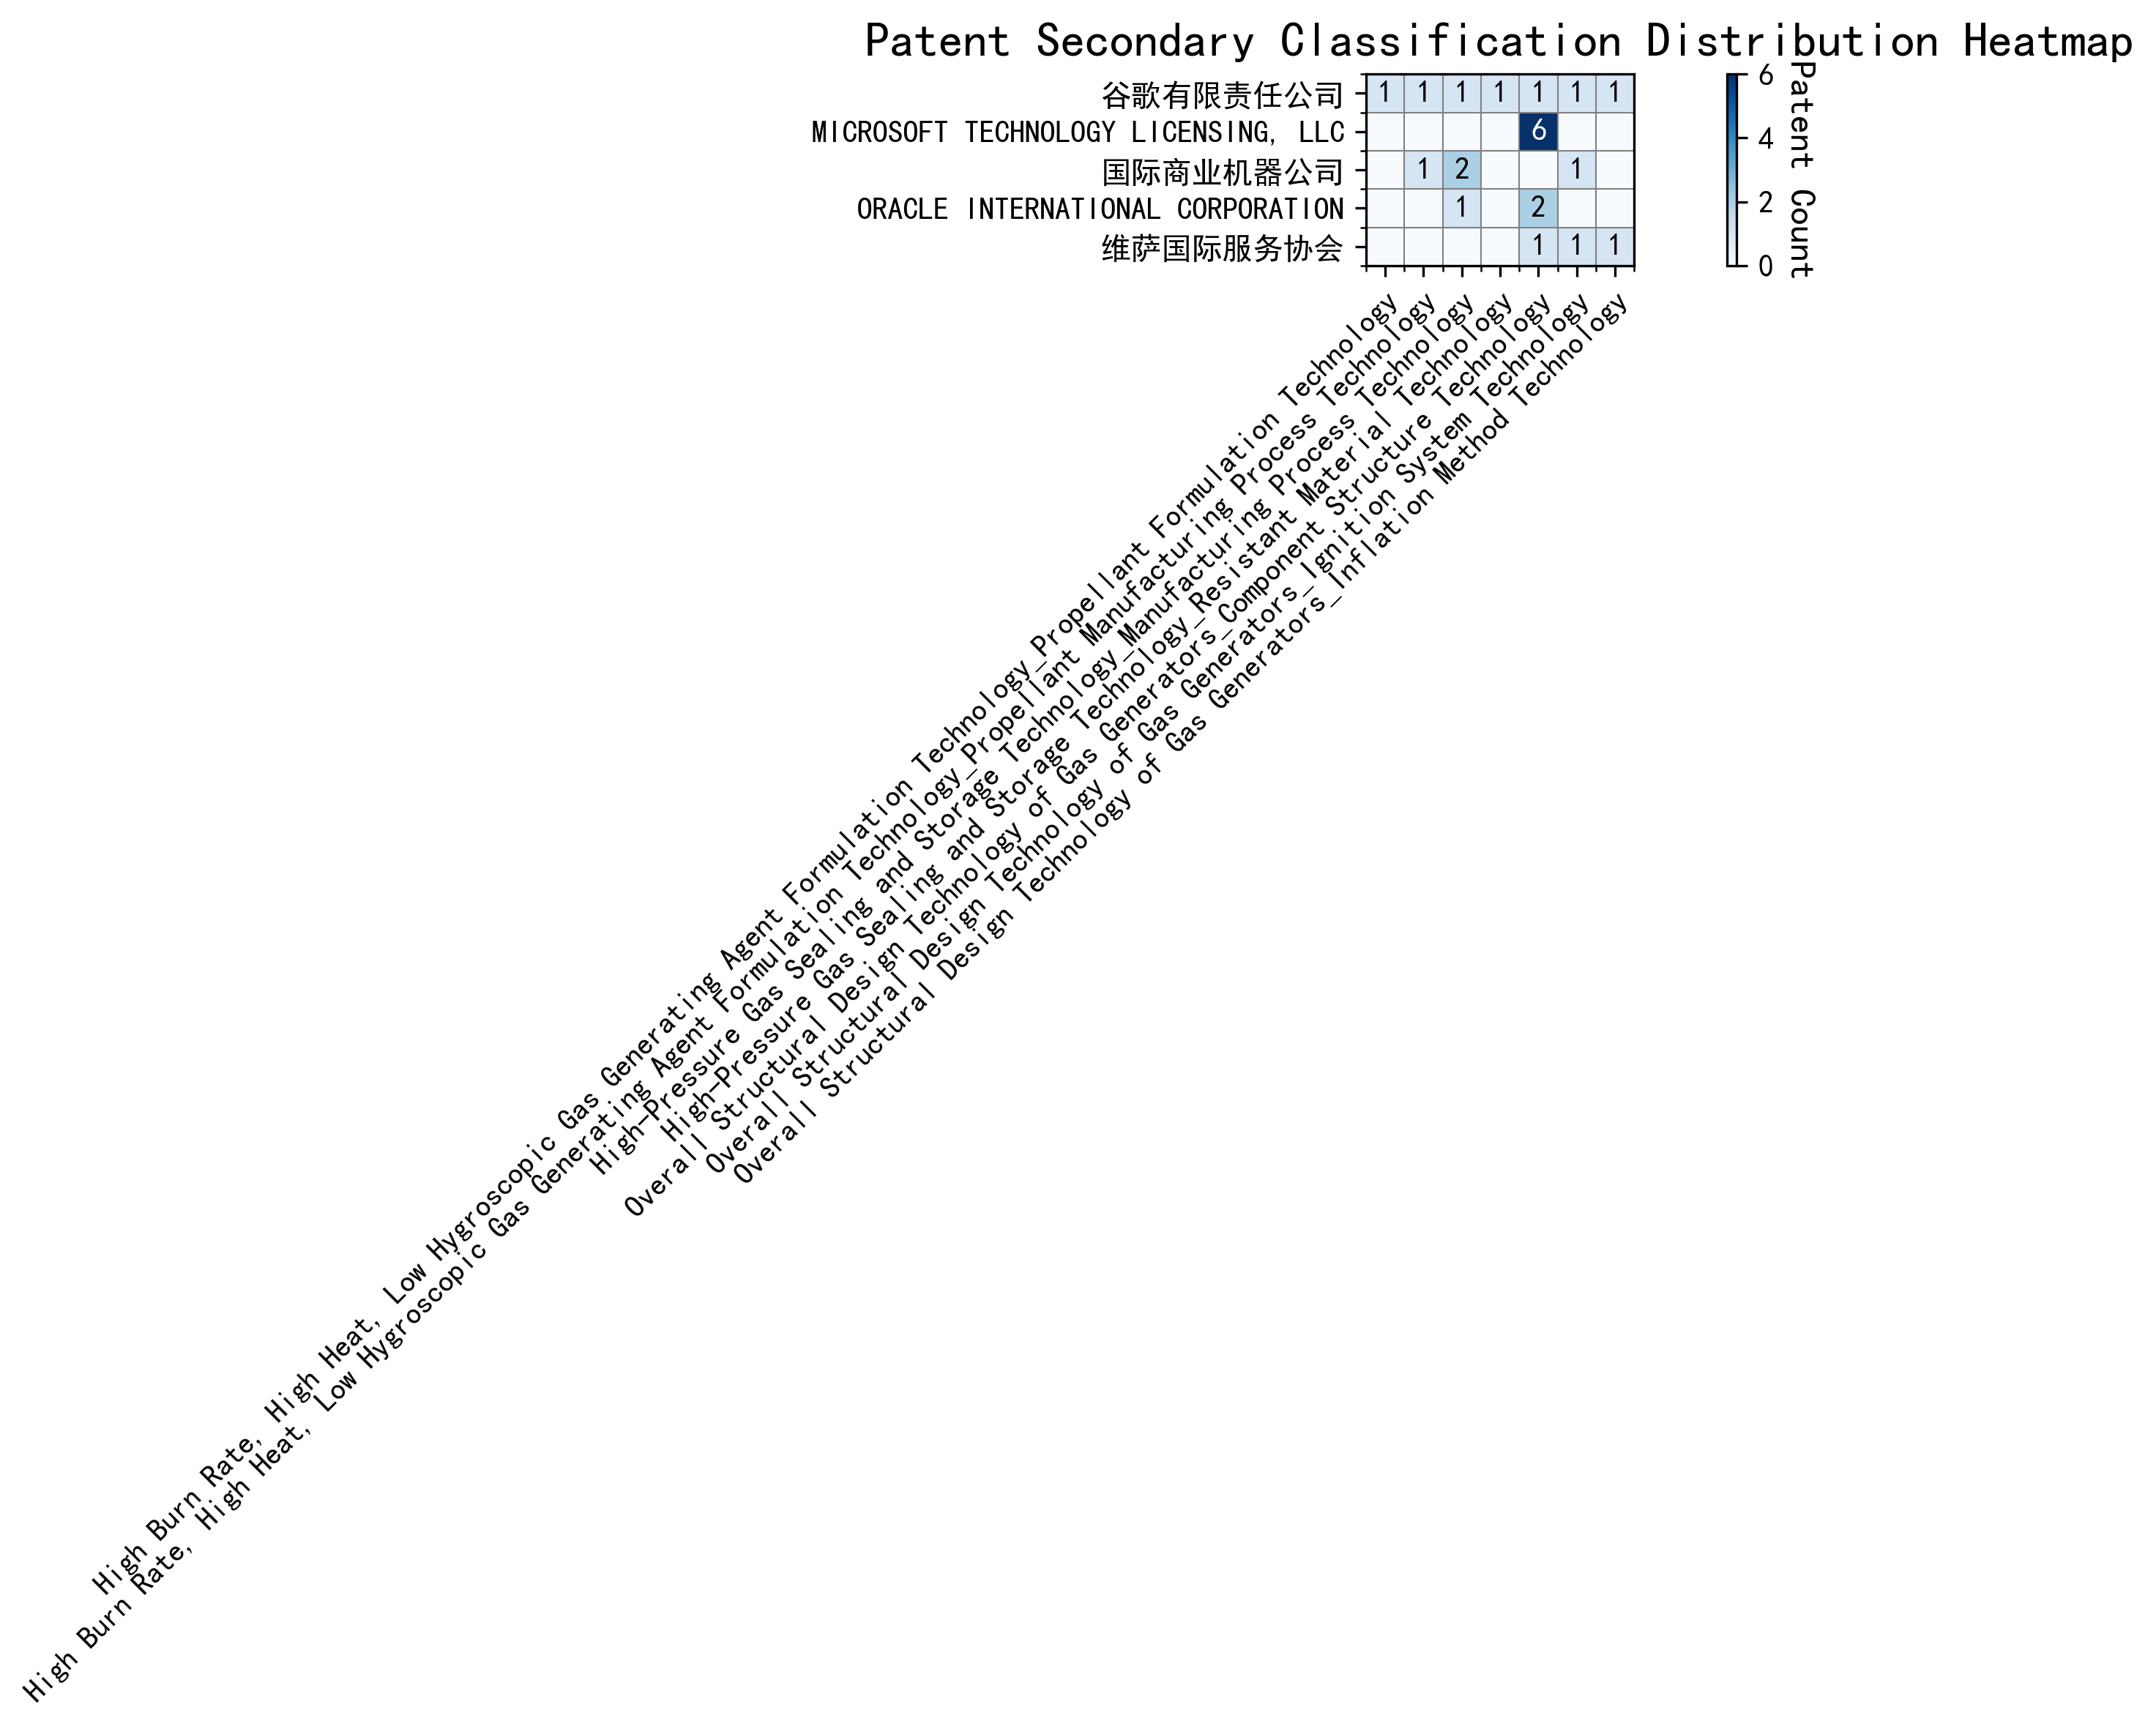 Patent Secondary Classification Distribution Heatmap
谷歌有限责任公司 1 1 1 1 1 1 1
MICROSOFT TECHNOLOGY LICENSING, LLC 6
国际商业机器公司 1 2 1
ORACLE INTERNATIONAL CORPORATION 1 2
维萨国际服务协会 1 1 1
6
4
2
0
Patent Count
High Burn Rate, High Heat, Low Hygroscopic Gas Generating Agent Formulation Technology_Propellant Formulation Technology
High Burn Rate, High Heat, Low Hygroscopic Gas Generating Agent Formulation Technology_Propellant Manufacturing Process Technology
High-Pressure Gas Sealing and Storage Technology_Manufacturing Process Technology
High-Pressure Gas Sealing and Storage Technology_Resistant Material Technology
Overall Structural Design Technology of Gas Generators_Component Structure Technology
Overall Structural Design Technology of Gas Generators_Ignition System Technology
Overall Structural Design Technology of Gas Generators_Inflation Method Technology